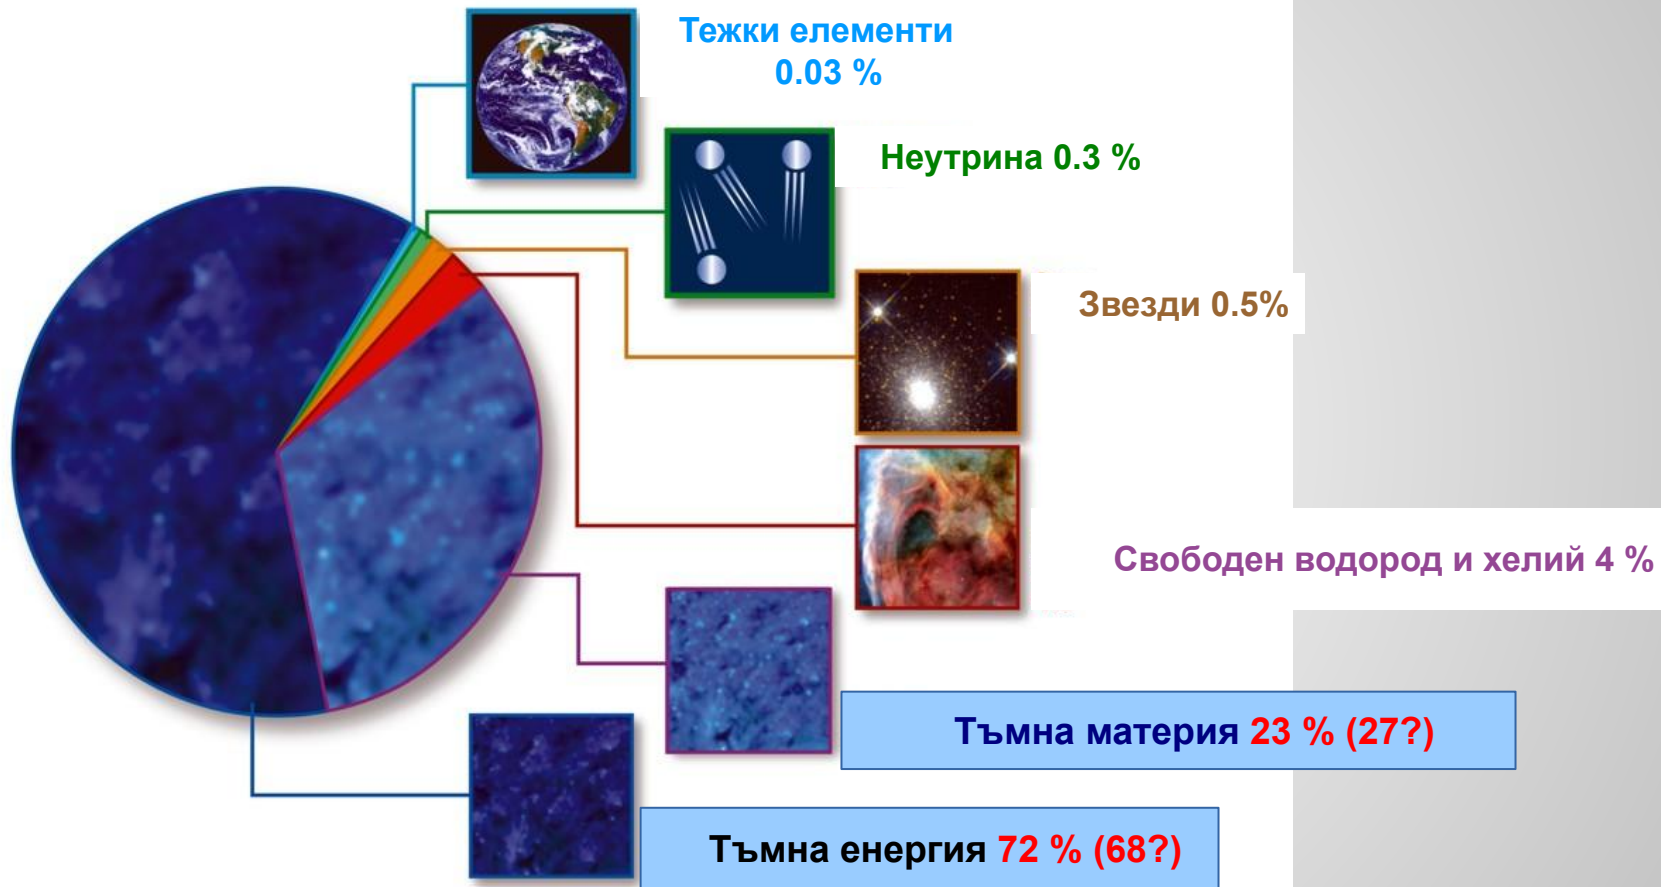 Тежки елементи
0.03 %
Неутрина 0.3 %
Звезди 0.5%
Свободен водород и хелий 4 %
Тъмна материя 23 % (27?)
Тъмна енергия 72 % (68?)